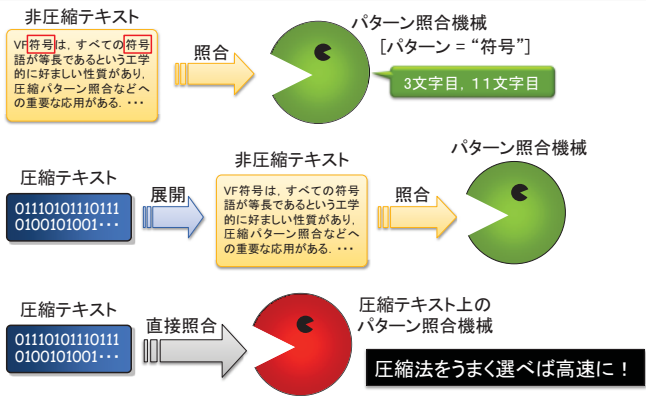 非圧縮テキスト
VF符号は，すべての符号
語が等長であるという工学
的に好ましい性質があり，
圧縮パターン照合などへ
の重要な応用がある．・・・
照合
パターン照合機械
[パターン = “符号”]
3文字目，11文字目
圧縮テキスト
01110101110111
0100101001・・・
展開
非圧縮テキスト
VF符号は，すべての符号
語が等長であるという工学
的に好ましい性質があり，
圧縮パターン照合などへ
の重要な応用がある．・・・
照合
パターン照合機械
圧縮テキスト
01110101110111
0100101001・・・
直接照合
圧縮テキスト上の
パターン照合機械
圧縮法をうまく選べば高速に！